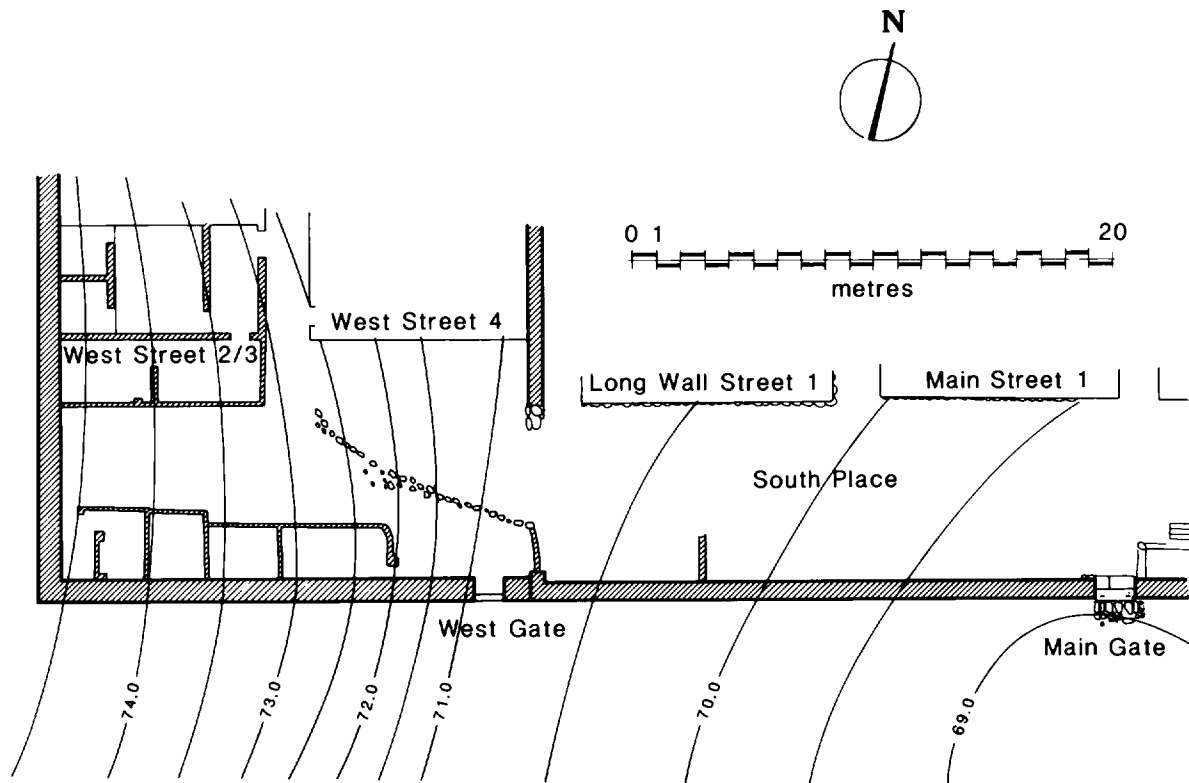 N
0 1 20
metres
West Street 4
West Street 2/3
Long Wall Street 1
Main Street 1
South Place
West Gate
Main Gate
74.0
73.0
72.0
71.0
70.0
69.0